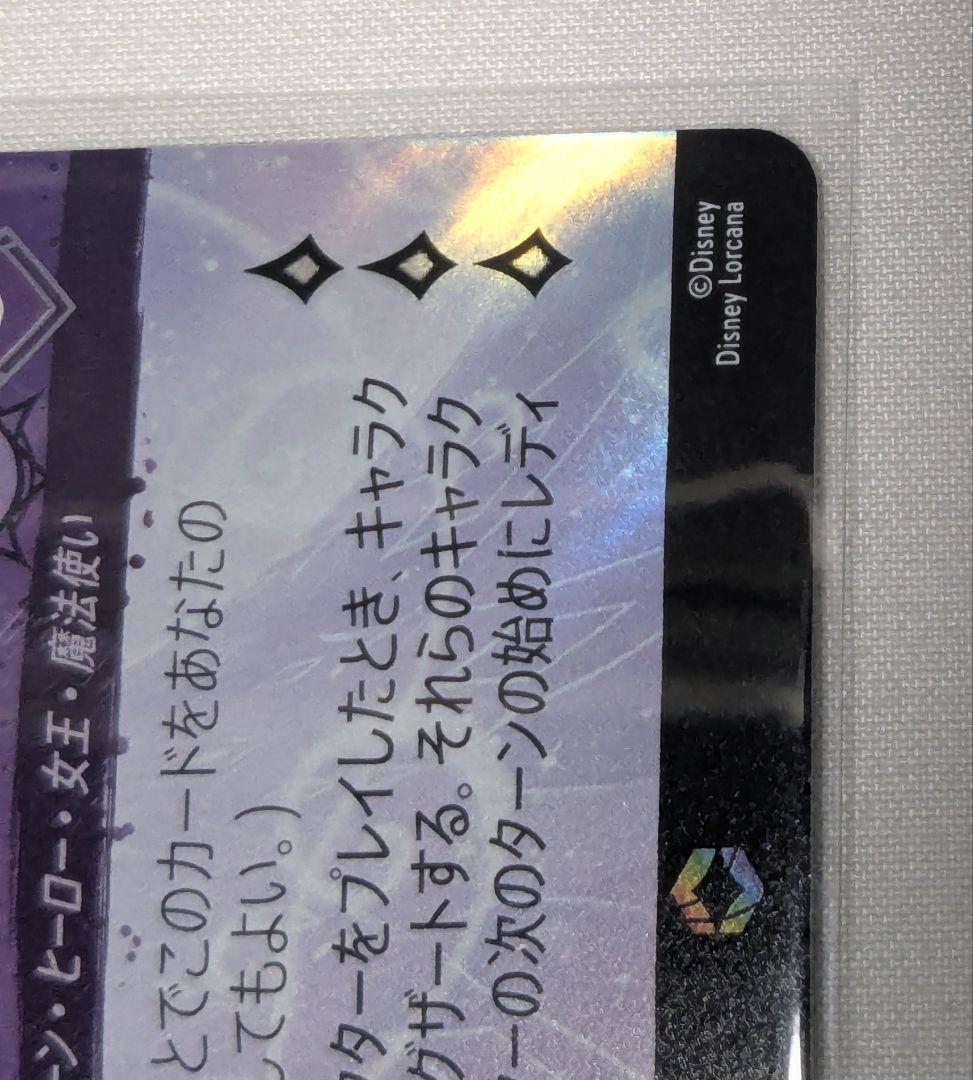 ーン・ヒーロー・女王・魔法使い
とでこのカードをあなたの
してもよい。)
ターをプレイしたとき、キャラク
グザートする。それらのキャラク
ーの次のターンの始めにレディ
©Disney
Disney Lorcana